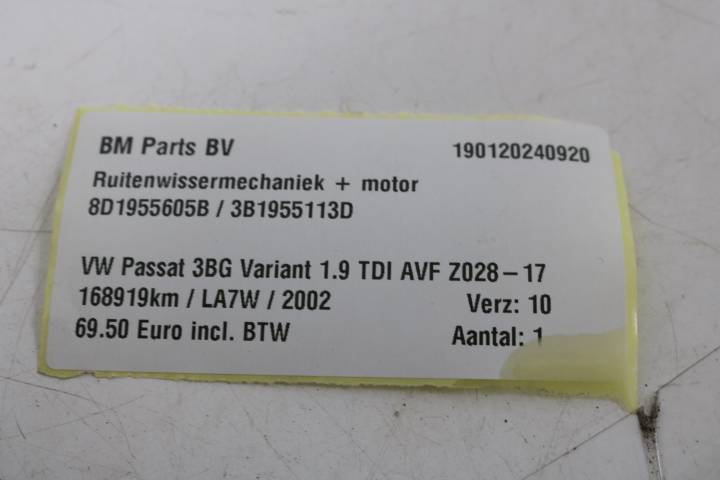 BM Parts BV 190120240920
Ruitenwissermechaniek + motor
8D1955605B / 3B1955113D
VW Passat 3BG Variant 1.9 TDI AVF Z028-17
168919km / LA7W / 2002 Verz: 10
69.50 Euro incl. BTW Aantal: 1